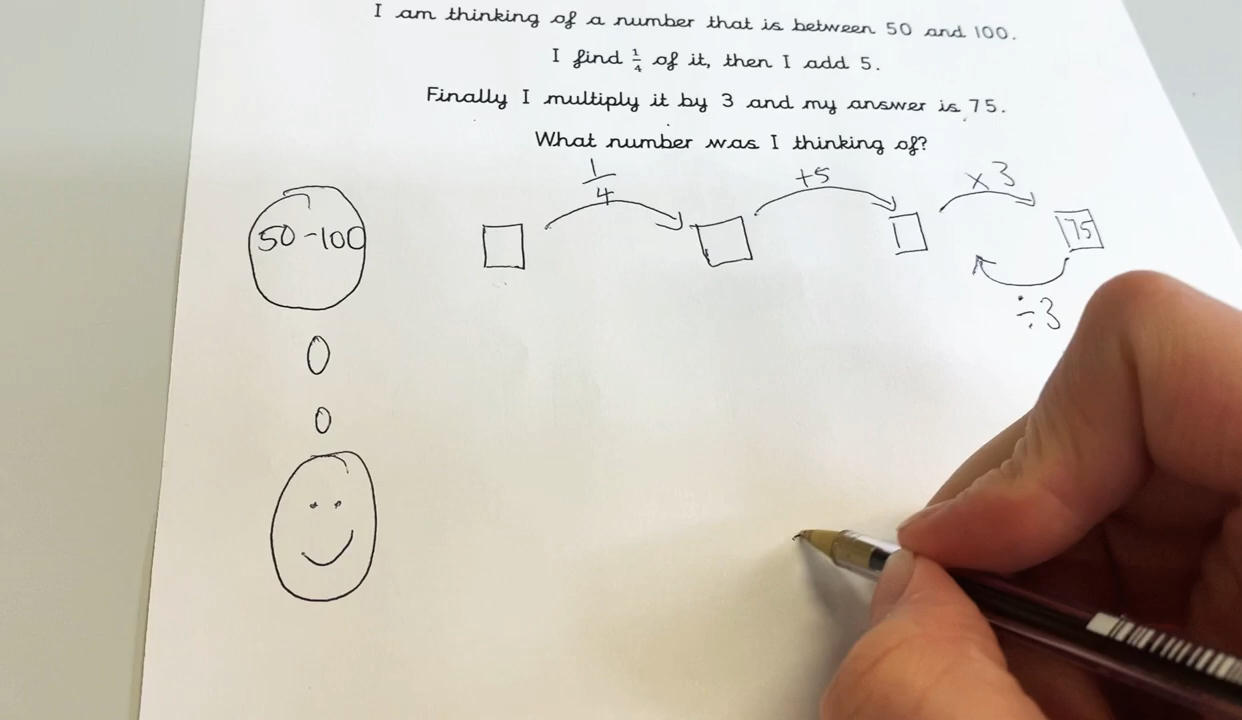 I am thinking of a number that is between 50 and 100.
I find 1/4 of it, then I add 5.
Finally I multiply it by 3 and my answer is 75.
What number was I thinking of?
1/4 +5 ×3
50-100 75
÷3